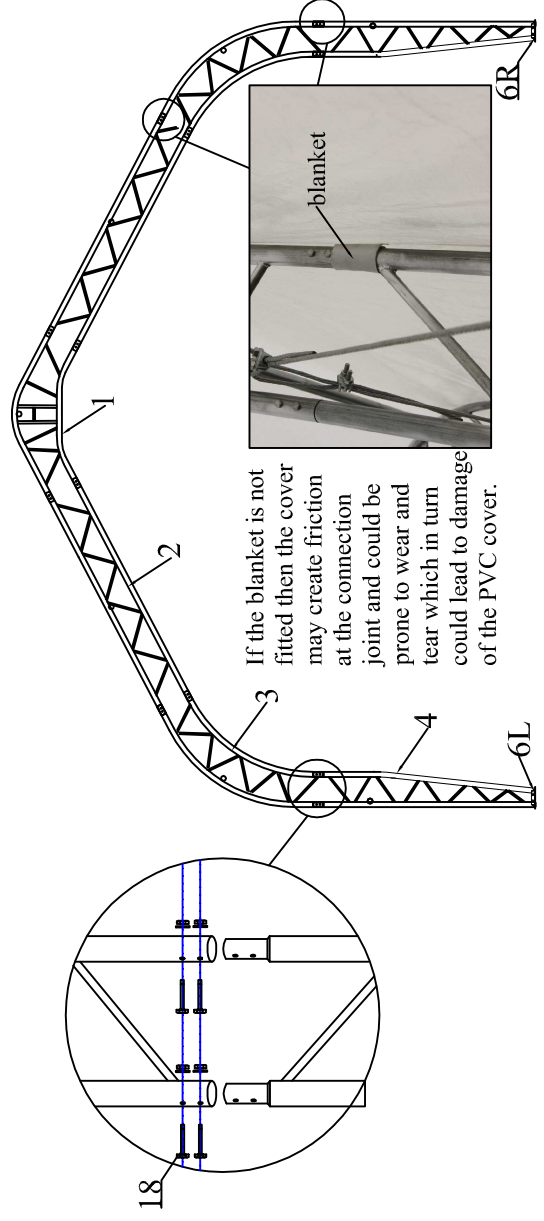 6R
blanket
1
If the blanket is not
fitted then the cover
may create friction
at the connection
joint and could be
prone to wear and
tear which in turn
could lead to damage
of the PVC cover.
2
3
4
6L
18